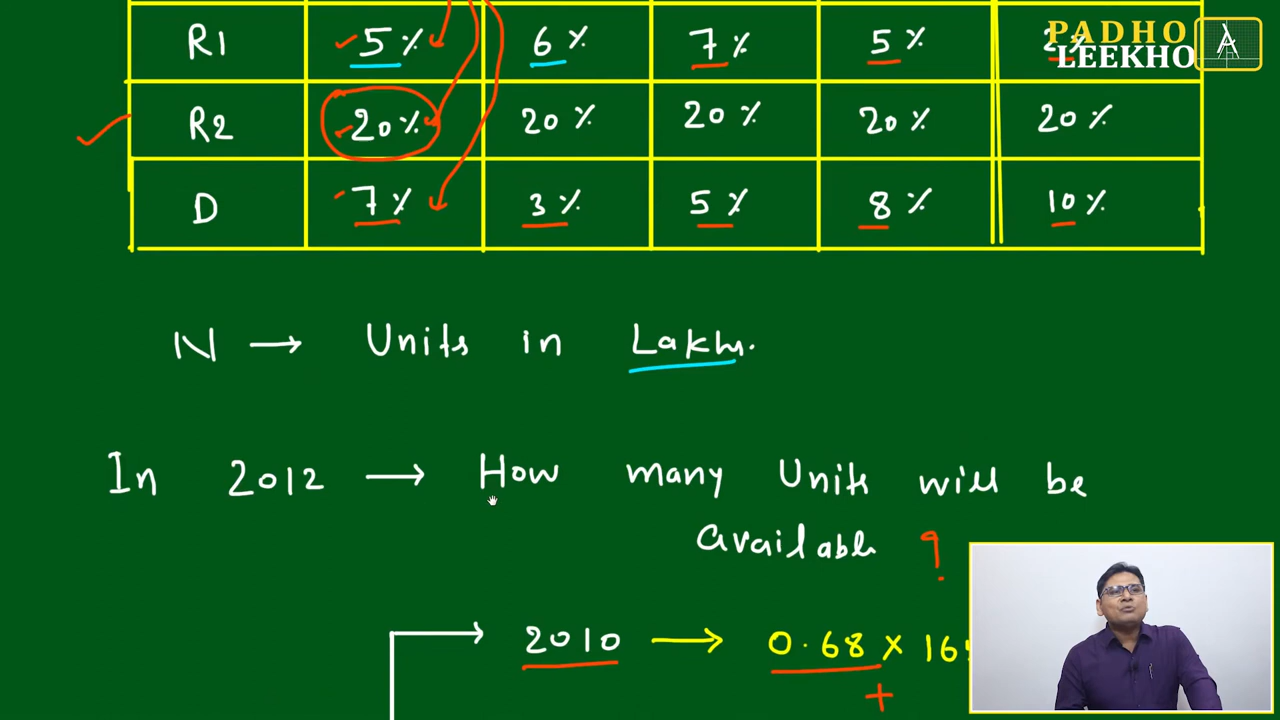 PADHO
LEEKHO
R1 5% 6% 7% 5%
R2 20% 20% 20% 20% 20%
D 7% 3% 5% 8% 10%
N → Units in Lakh.
In 2012 → How many Units will be
available ?
2010 → 0.68 ×
+